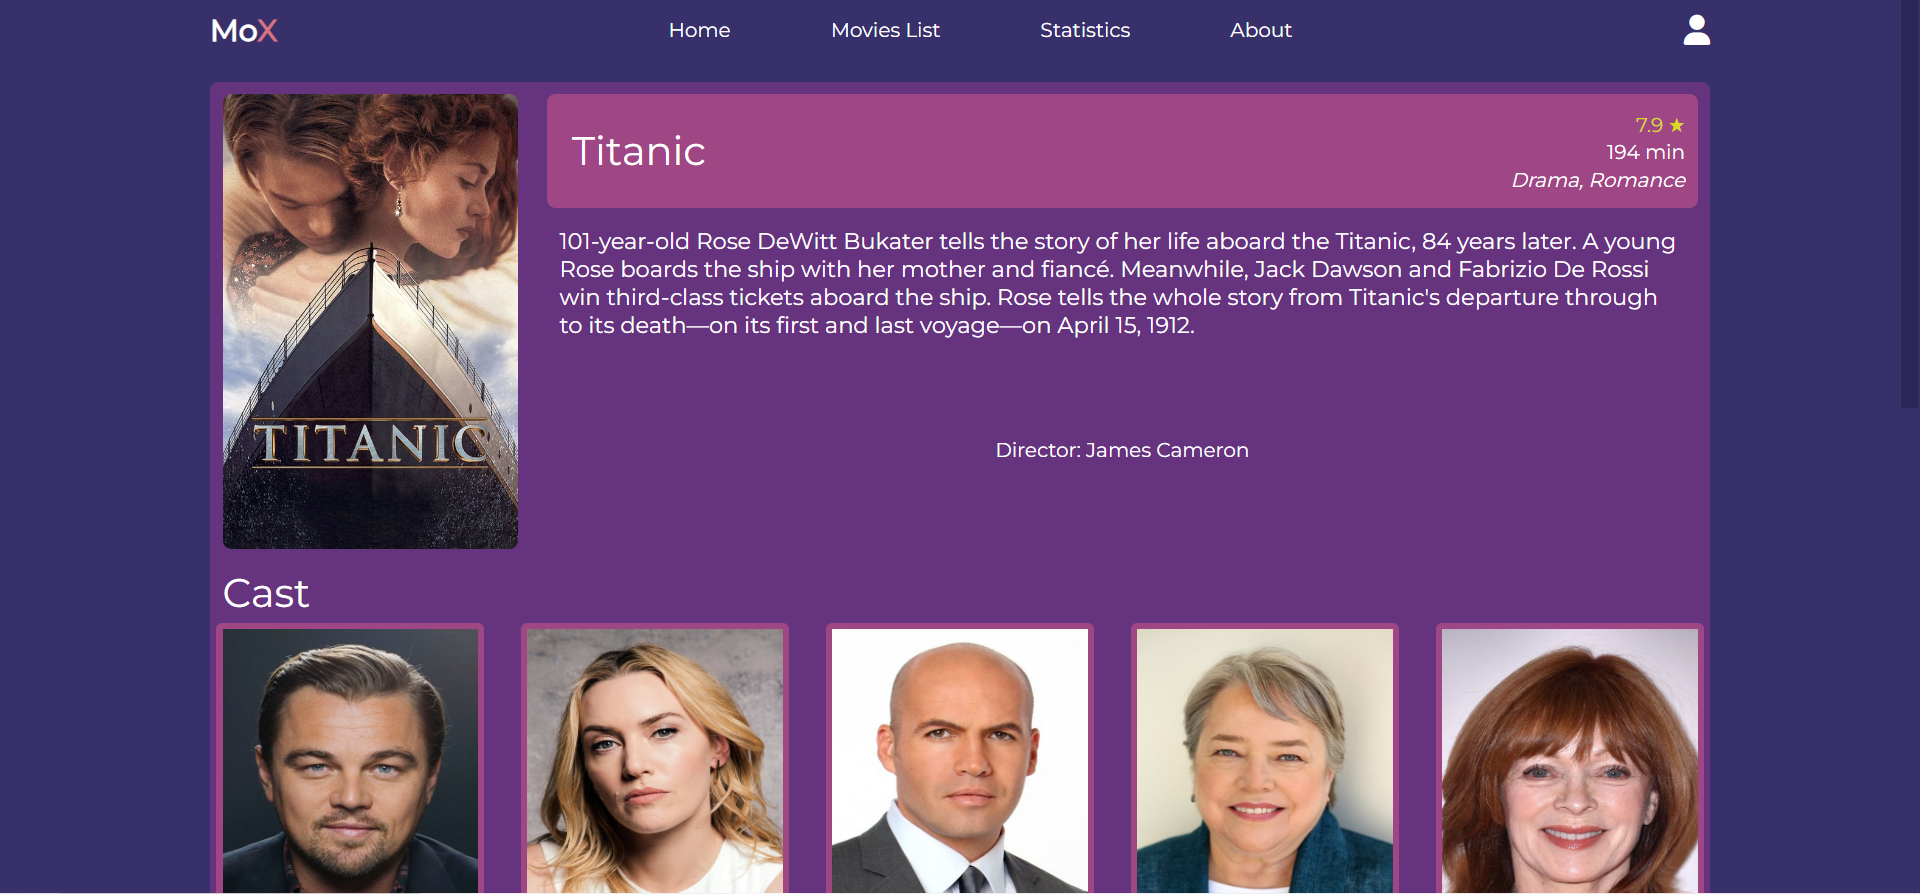 MoX
Home
Movies List
Statistics
About
Titanic
7.9 ★
194 min
Drama, Romance
101-year-old Rose DeWitt Bukater tells the story of her life aboard the Titanic, 84 years later. A young
Rose boards the ship with her mother and fiancé. Meanwhile, Jack Dawson and Fabrizio De Rossi
win third-class tickets aboard the ship. Rose tells the whole story from Titanic's departure through
to its death—on its first and last voyage—on April 15, 1912.
TITANIC
Director: James Cameron
Cast